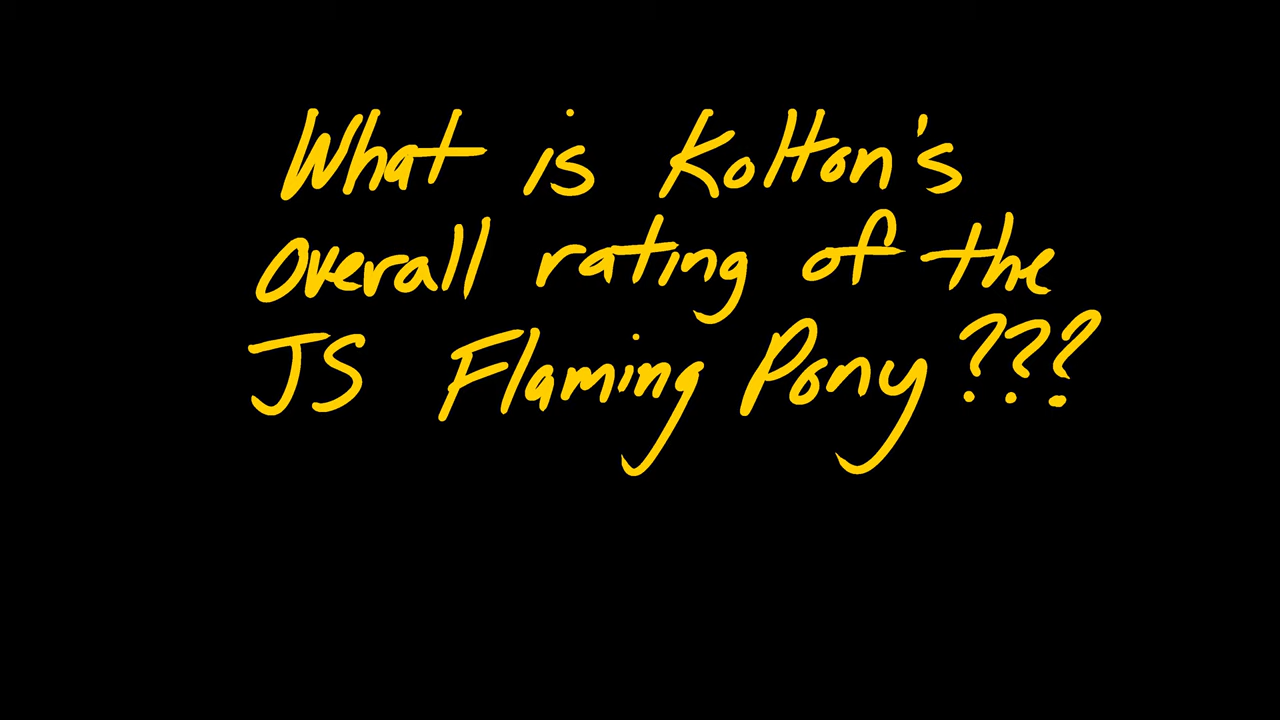 What is Kolton's
overall rating of the
JS Flaming Pony???